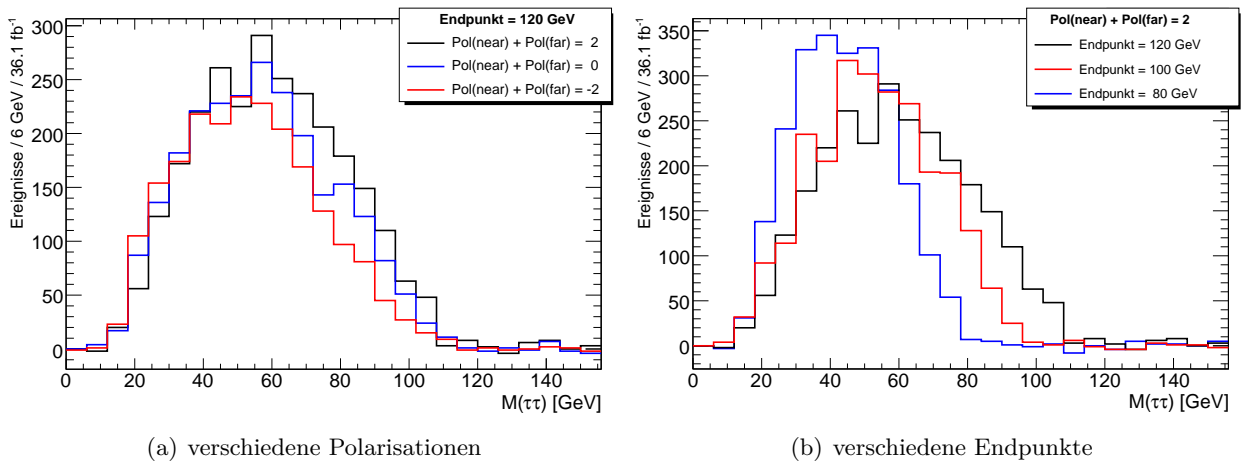 Endpunkt = 120 GeV
Pol(near) + Pol(far) = 2
Pol(near) + Pol(far) = 0
Pol(near) + Pol(far) = -2
Ereignisse / 6 GeV / 36.1 fb⁻¹
300
250
200
150
100
50
0
0 20 40 60 80 100 120 140
M(ττ) [GeV]
(a) verschiedene Polarisationen
Pol(near) + Pol(far) = 2
Endpunkt = 120 GeV
Endpunkt = 100 GeV
Endpunkt = 80 GeV
Ereignisse / 6 GeV / 36.1 fb⁻¹
350
300
250
200
150
100
50
0
0 20 40 60 80 100 120 140
M(ττ) [GeV]
(b) verschiedene Endpunkte